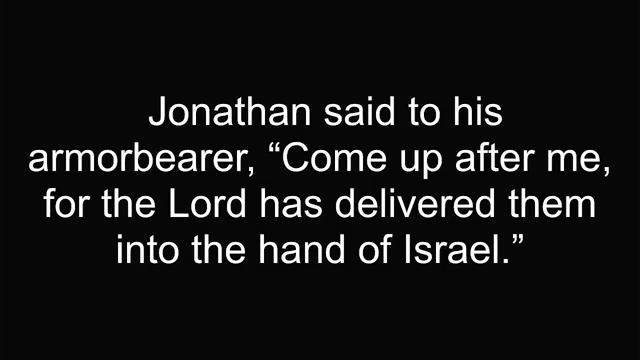 Jonathan said to his
armorbearer, “Come up after me,
for the Lord has delivered them
into the hand of Israel.”